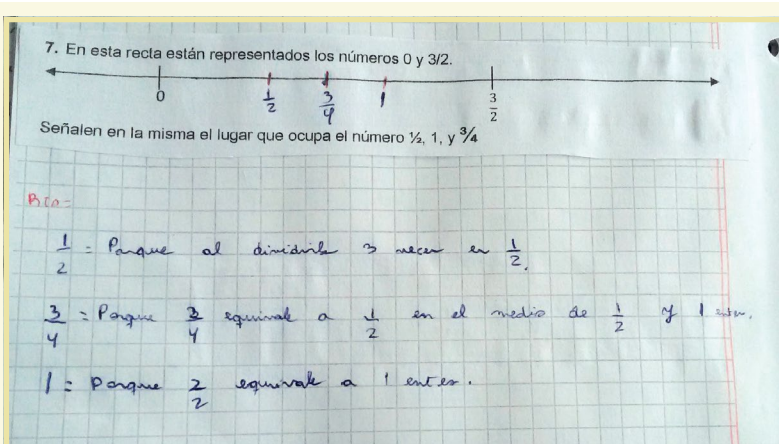 7. En esta recta están representados los números 0 y 3/2.
0 1/2 3/4 1 3/2
Señalen en la misma el lugar que ocupa el número ½, 1, y ¾
Rta=
1/2 = Porque al dividirle 3 veces en 1/2.
3/4 = Porque 3/4 equivale a 1/2 en el medio de 1/2 y 1 enter.
1 = Porque 2/2 equivale a 1 enter.